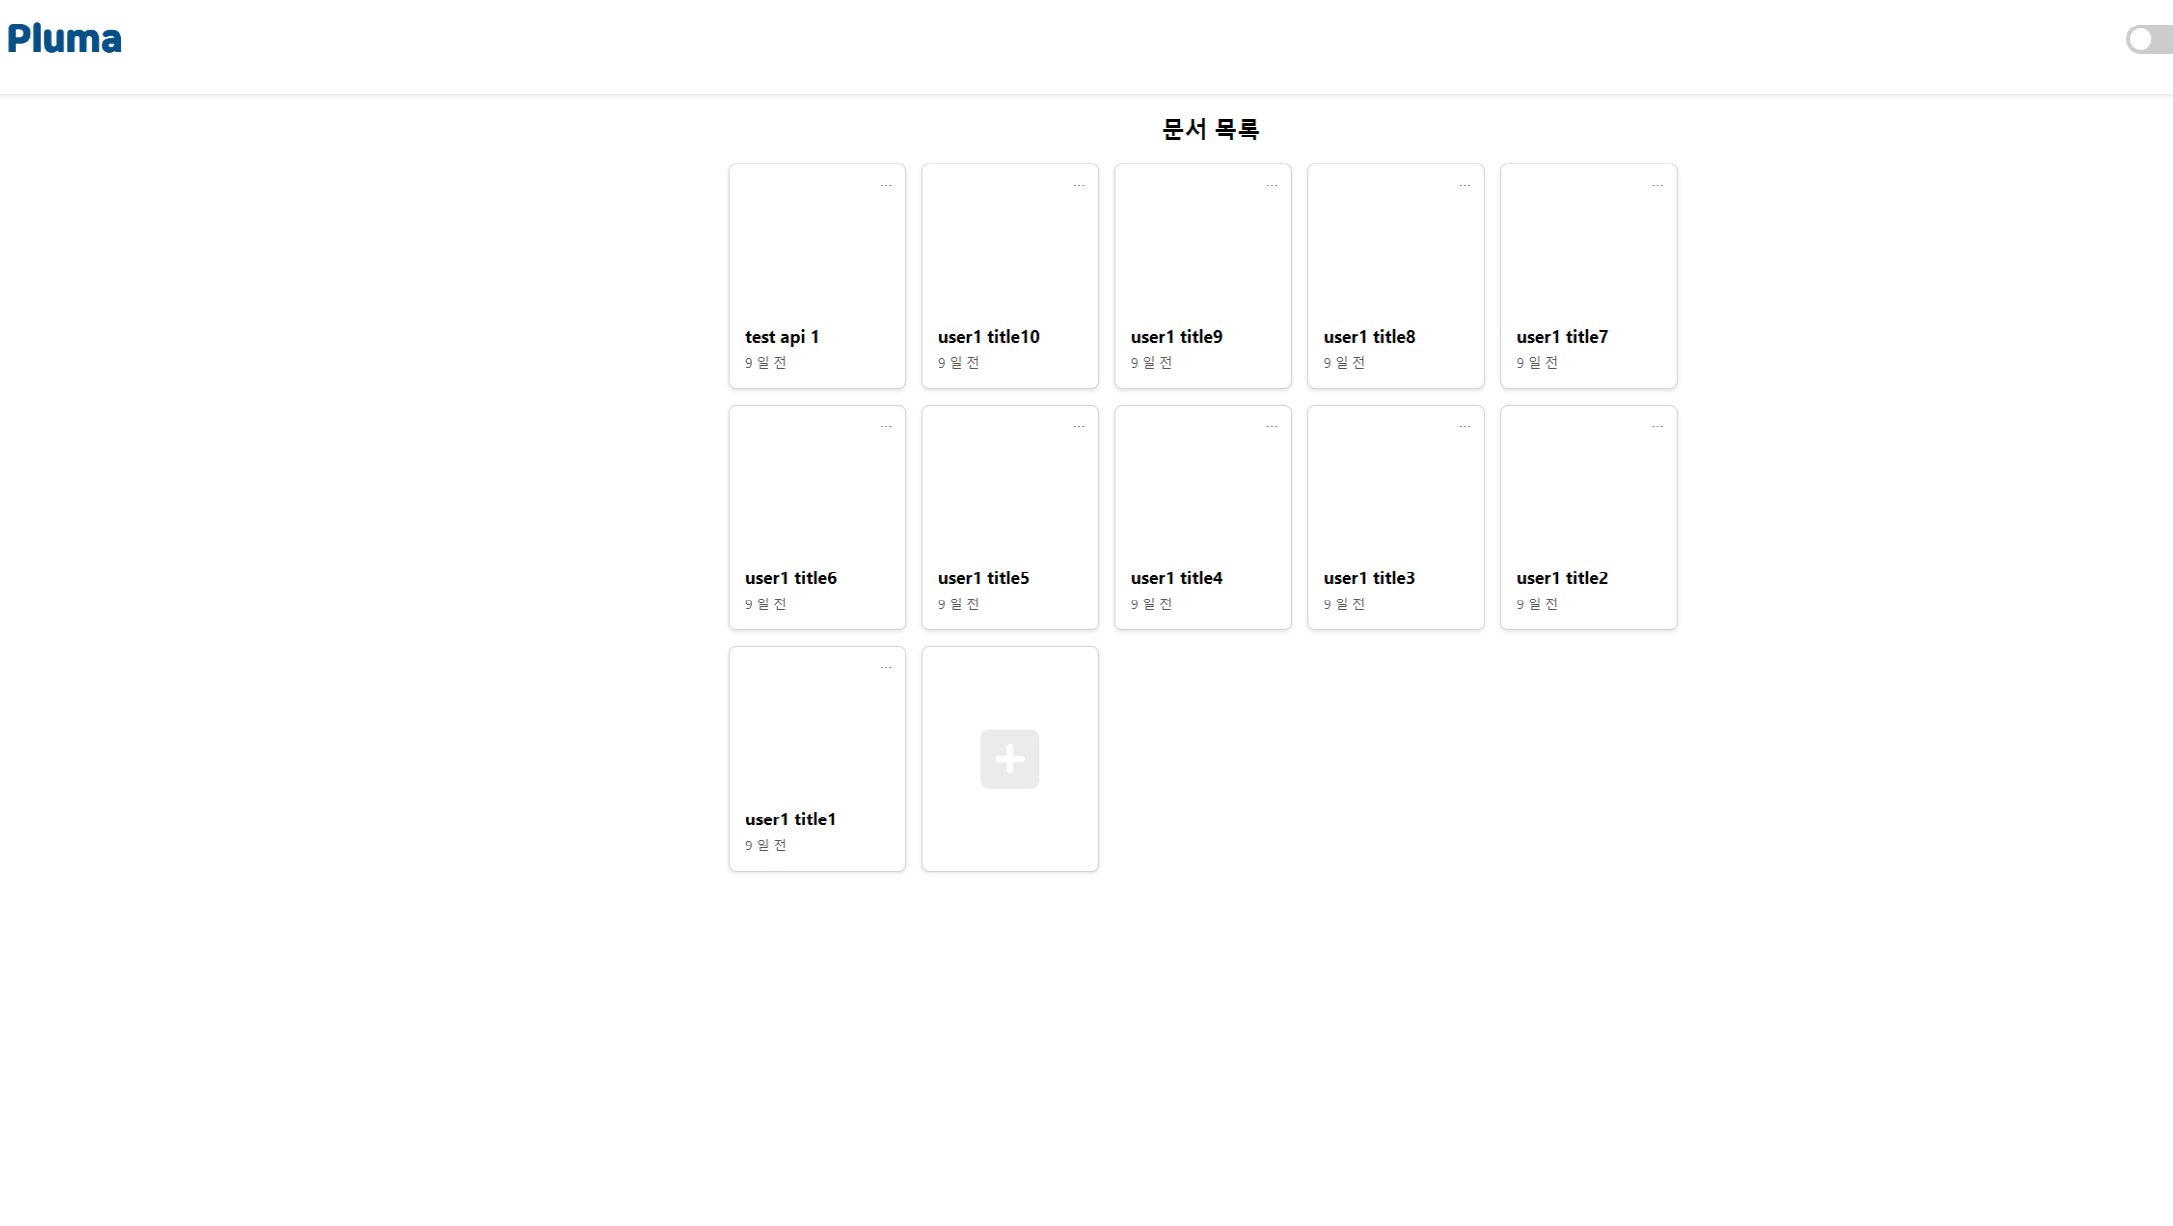 Pluma
문서 목록
...
...
...
...
...
test api 1
9 일 전
user1 title10
9 일 전
user1 title9
9 일 전
user1 title8
9 일 전
user1 title7
9 일 전
...
...
...
...
...
user1 title6
9 일 전
user1 title5
9 일 전
user1 title4
9 일 전
user1 title3
9 일 전
user1 title2
9 일 전
...
user1 title1
9 일 전